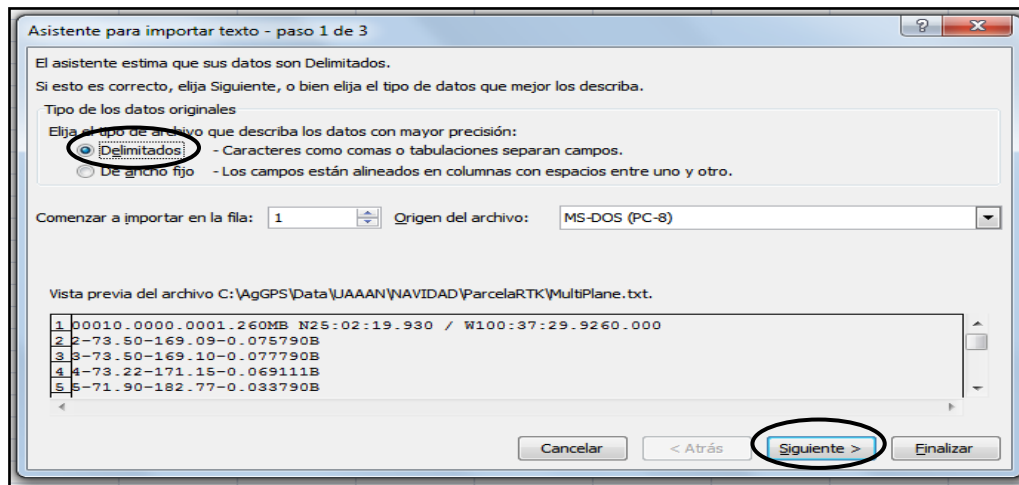 Asistente para importar texto - paso 1 de 3
El asistente estima que sus datos son Delimitados.
Si esto es correcto, elija Siguiente, o bien elija el tipo de datos que mejor los describa.
Tipo de los datos originales
Elija el tipo de archivo que describa los datos con mayor precisión:
Delimitados - Caracteres como comas o tabulaciones separan campos.
De ancho fijo - Los campos están alineados en columnas con espacios entre uno y otro.
Comenzar a importar en la fila: 1 Origen del archivo: MS-DOS (PC-8)
Vista previa del archivo C:\AgGPS\Data\UAAAN\NAVIDAD\ParcelaRTK\MultiPlane.txt.
1 00010.0000.0001.260MB N25:02:19.930 / W100:37:29.9260.000
2 2-73.50-169.09-0.075790B
3 3-73.50-169.10-0.077790B
4 4-73.22-171.15-0.069111B
5 5-71.90-182.77-0.033790B
Cancelar < Atrás Siguiente > Finalizar